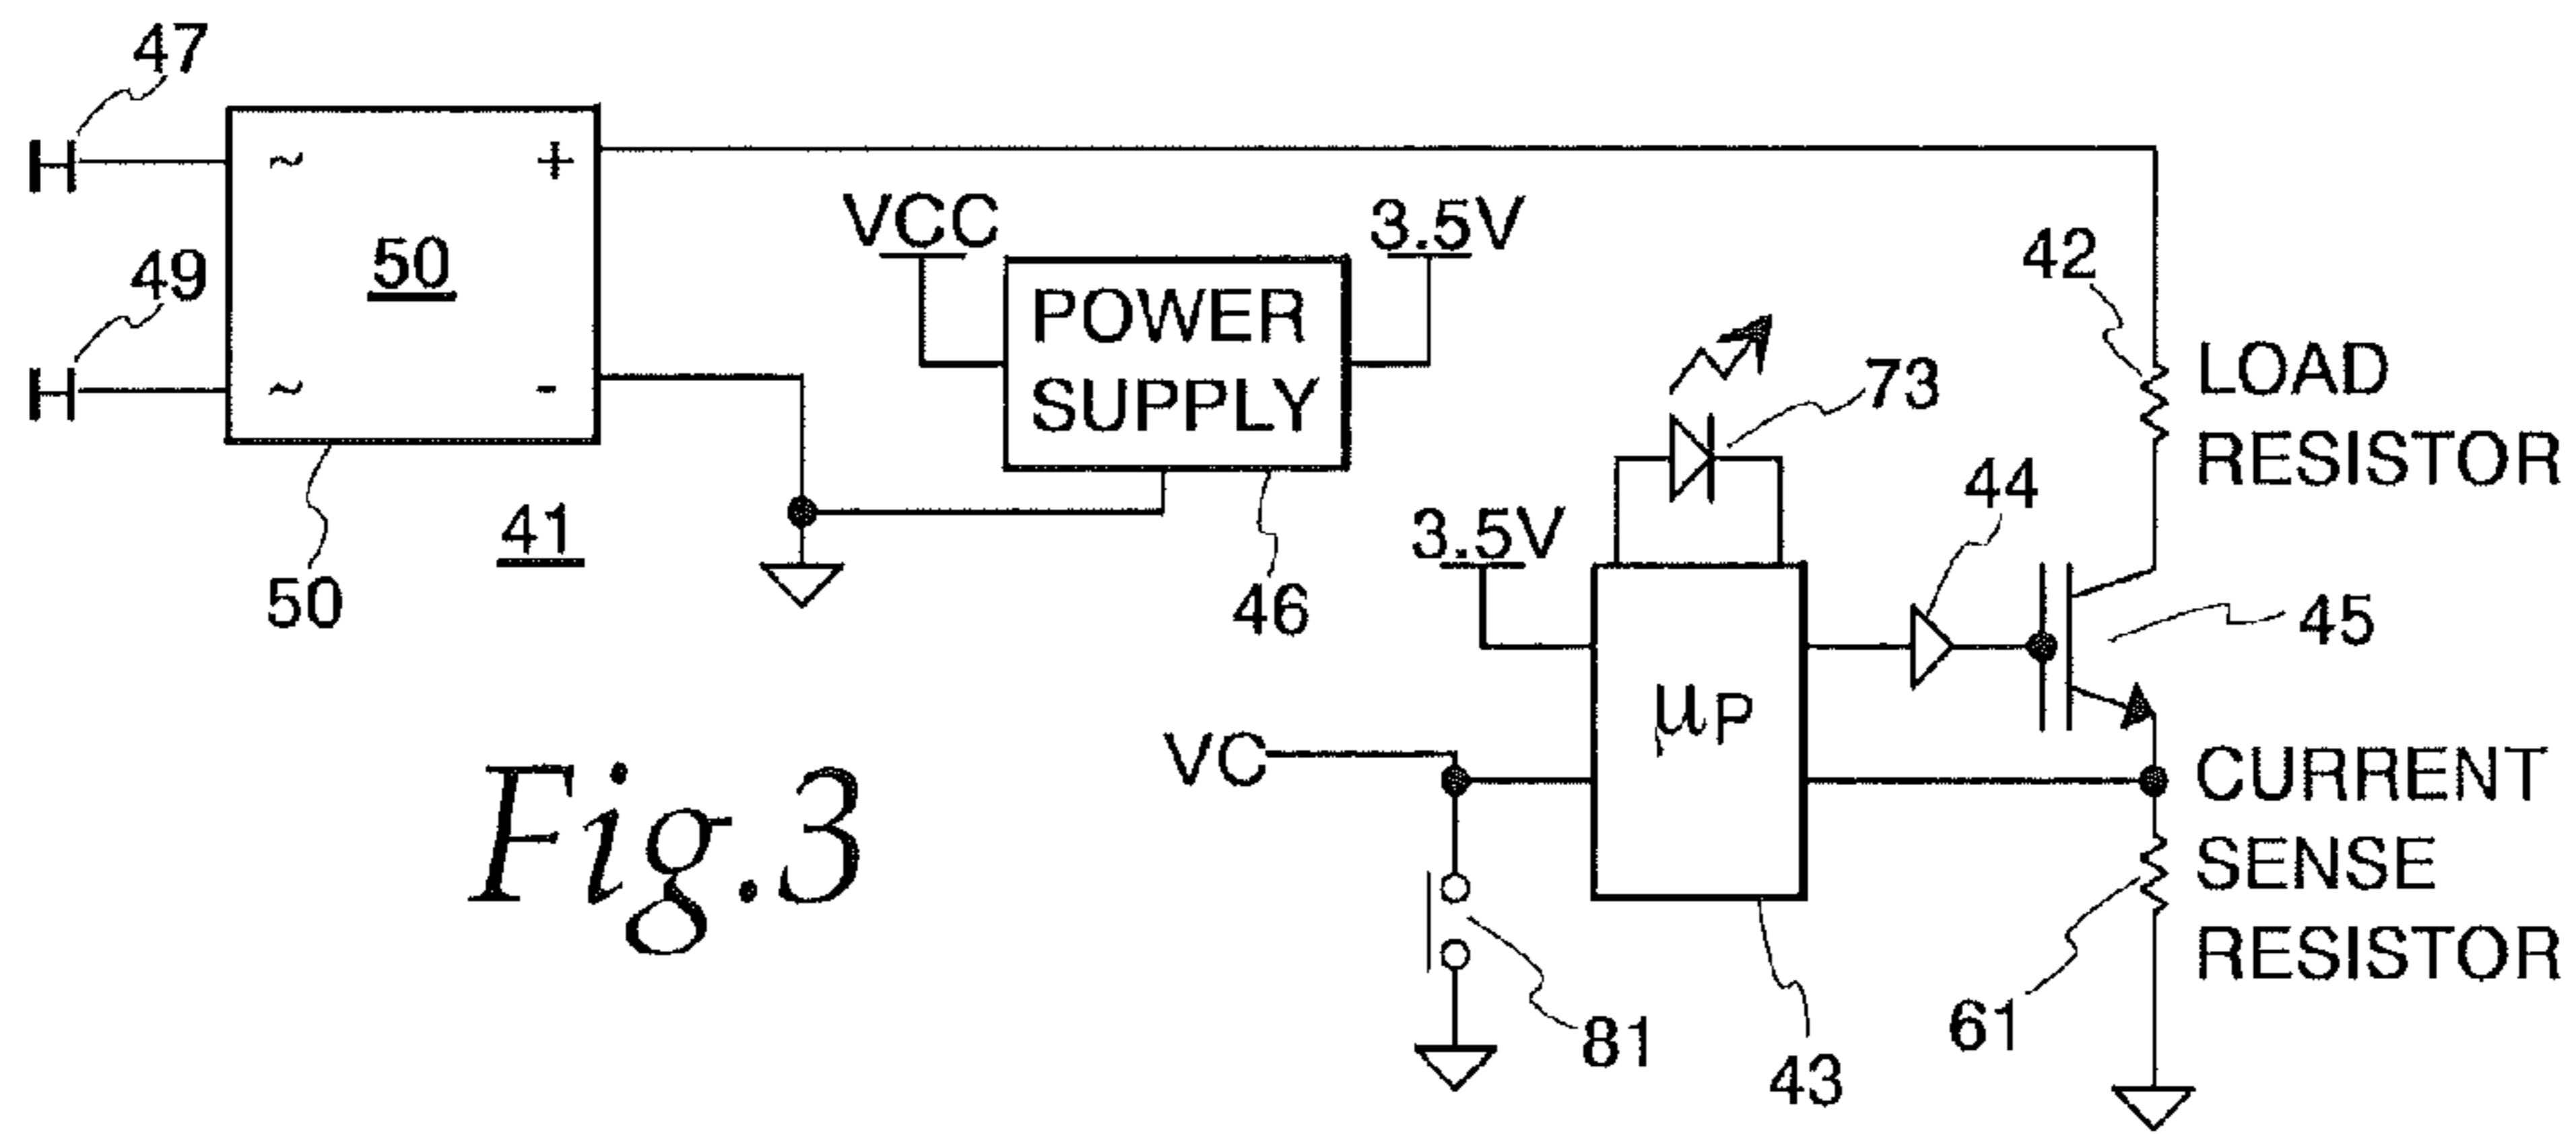 47
~ +
50
49
~ -
50
41
VCC
3.5V
POWER
SUPPLY
46
42
LOAD
RESISTOR
73
44
3.5V
45
µP
VC
CURRENT
SENSE
RESISTOR
61
81
43
Fig.3